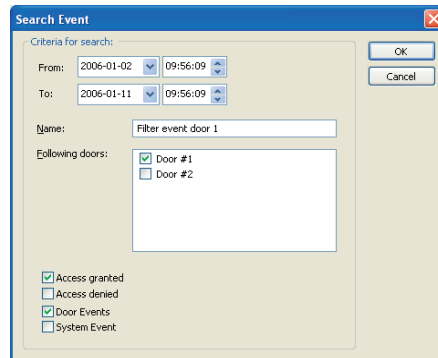 Search Event
Criteria for search:
OK
From: 2006-01-02 09:56:09
Cancel
To: 2006-01-11 09:56:09
Name: Filter event door 1
Following doors: Door #1
Door #2
Access granted
Access denied
Door Events
System Event